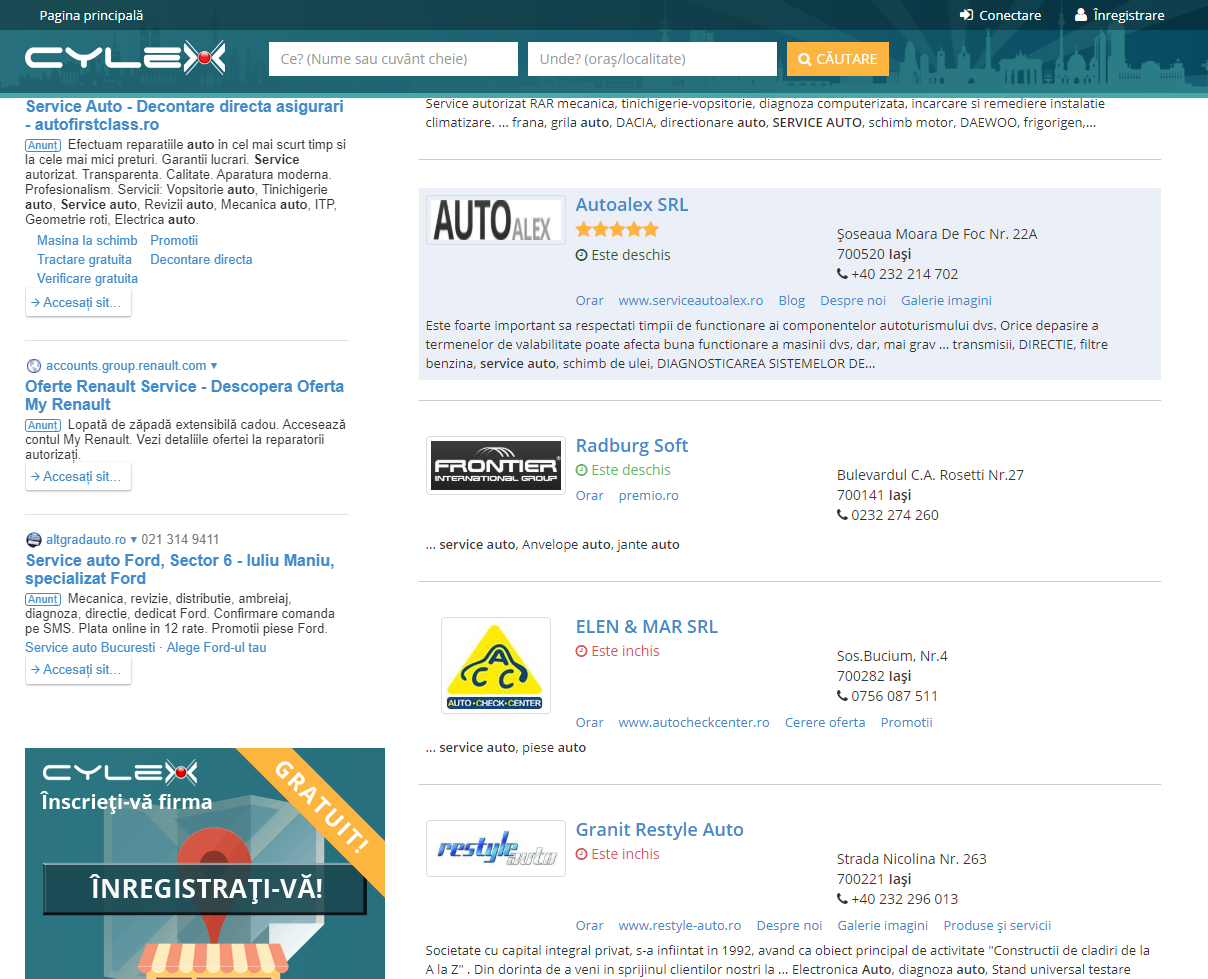 Pagina principală
Conectare
Înregistrare
CYLEX
Ce? (Nume sau cuvânt cheie)
Unde? (oraş/localitate)
CĂUTARE
Service Auto - Decontare directa asigurari
- autofirstclass.ro
Anunț Efectuam reparatiile auto in cel mai scurt timp si
la cele mai mici preturi. Garantii lucrari. Service
autorizat. Transparenta. Calitate. Aparatura moderna.
Profesionalism. Servicii: Vopsitorie auto, Tinichigerie
auto, Service auto, Revizii auto, Mecanica auto, ITP,
Geometrie roti, Electrica auto.
Masina la schimb Promotii
Tractare gratuita Decontare directa
Verificare gratuita
→ Accesați sit...
accounts.group.renault.com ▾
Oferte Renault Service - Descopera Oferta
My Renault
Anunț Lopată de zăpadă extensibilă cadou. Accesează
contul My Renault. Vezi detaliile ofertei la reparatorii
autorizați.
→ Accesați sit...
altgradauto.ro ▾ 021 314 9411
Service auto Ford, Sector 6 - Iuliu Maniu,
specializat Ford
Anunț Mecanica, revizie, distributie, ambreiaj,
diagnoza, directie, dedicat Ford. Confirmare comanda
pe SMS. Plata online in 12 rate. Promotii piese Ford.
Service auto Bucuresti · Alege Ford-ul tau
→ Accesați sit...
CYLEX
GRATUIT!
Înscrieţi-vă firma
ÎNREGISTRAŢI-VĂ!
Service autorizat RAR mecanica, tinichigerie-vopsitorie, diagnoza computerizata, incarcare si remediere instalatie
climatizare. ... frana, grila auto, DACIA, directionare auto, SERVICE AUTO, schimb motor, DAEWOO, frigorigen,...
AUTO ALEX
Autoalex SRL
Este deschis
Şoseaua Moara De Foc Nr. 22A
700520 Iaşi
+40 232 214 702
Orar www.serviceautoalex.ro Blog Despre noi Galerie imagini
Este foarte important sa respectati timpii de functionare ai componentelor autoturismului dvs. Orice depasire a
termenelor de valabilitate poate afecta buna functionare a masinii dvs, dar, mai grav ... transmisii, DIRECTIE, filtre
benzina, service auto, schimb de ulei, DIAGNOSTICAREA SISTEMELOR DE...
FRONTIER
INTERNATIONAL GROUP
Radburg Soft
Este deschis
Orar premio.ro
Bulevardul C.A. Rosetti Nr.27
700141 Iaşi
0232 274 260
... service auto, Anvelope auto, jante auto
ACC
AUTO•CHECK•CENTER
ELEN & MAR SRL
Este inchis
Sos.Bucium, Nr.4
700282 Iaşi
0756 087 511
Orar www.autocheckcenter.ro Cerere oferta Promotii
... service auto, piese auto
restyle auto
Granit Restyle Auto
Este inchis
Strada Nicolina Nr. 263
700221 Iaşi
+40 232 296 013
Orar www.restyle-auto.ro Despre noi Galerie imagini Produse şi servicii
Societate cu capital integral privat, s-a infiintat in 1992, avand ca obiect principal de activitate "Constructii de cladiri de la
A la Z" . Din dorinta de a veni in sprijinul clientilor nostri la ... Electronica Auto, diagnoza auto, Stand universal testare